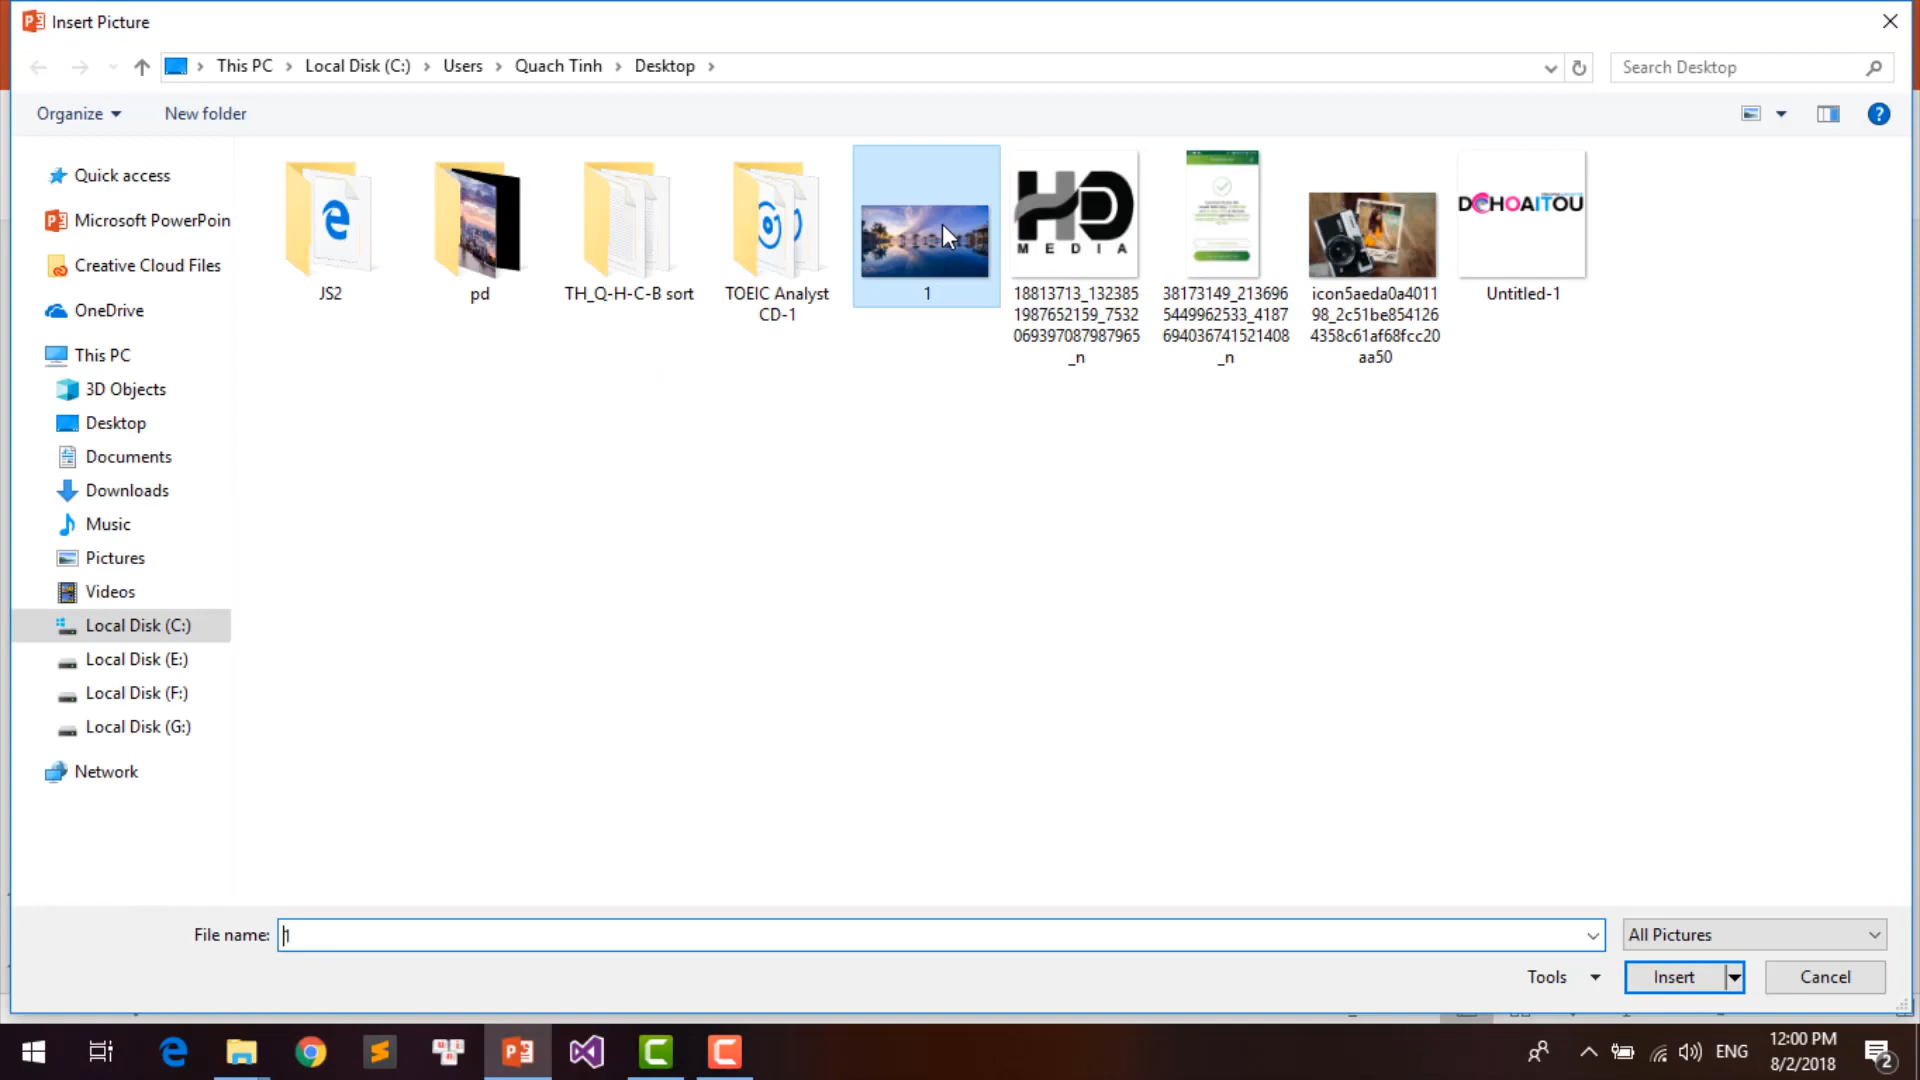 Insert Picture
This PC
Local Disk (C:)
Users
Quach Tinh
Desktop
Search Desktop
Organize
New folder
Quick access
Microsoft PowerPoin
Creative Cloud Files
OneDrive
This PC
3D Objects
Desktop
Documents
Downloads
Music
Pictures
Videos
Local Disk (C:)
Local Disk (E:)
Local Disk (F:)
Local Disk (G:)
Network
JS2
pd
TH_Q-H-C-B sort
TOEIC Analyst
CD-1
1
HD
MEDIA
18813713_132385
1987652159_7532
069397087987965
_n
38173149_213696
5449962533_4187
694036741521408
_n
icon5aeda0a4011
98_2c51be854126
4358c61af68fcc20
aa50
DCHOAITOU
Untitled-1
File name:
1
All Pictures
Tools
Insert
Cancel
ENG
12:00 PM
8/2/2018
2